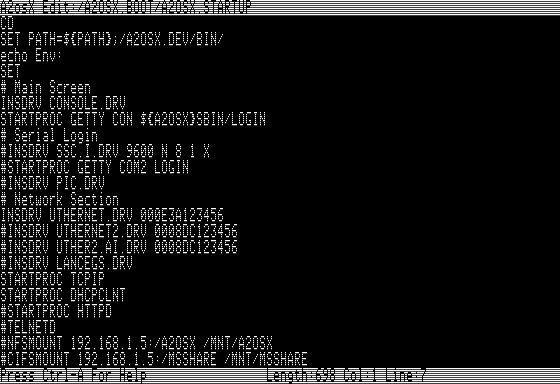 A2osX Edit:/A2OSX.BOOT/A2OSX.STARTUP
CD
SET PATH=${PATH};/A2OSX.DEV/BIN/
echo Env:
SET
# Main Screen
INSDRV CONSOLE.DRV
STARTPROC GETTY CON ${A2OSX}SBIN/LOGIN
# Serial Login
#INSDRV SSC.I.DRV 9600 N 8 1 X
#STARTPROC GETTY COM2 LOGIN
#INSDRV PIC.DRV
# Network Section
INSDRV UTHERNET.DRV 000E3A123456
#INSDRV UTHERNET2.DRV 0008DC123456
#INSDRV UTHER2.AI.DRV 0008DC123456
#INSDRV LANCEGS.DRV
STARTPROC TCPIP
STARTPROC DHCPCLNT
#STARTPROC HTTPD
#TELNETD
#NFSMOUNT 192.168.1.5:/A2OSX /MNT/A2OSX
#CIFSMOUNT 192.168.1.5:/MSSHARE /MNT/MSSHARE
Press Ctrl-A For Help Length:698 Col:1 Line:7